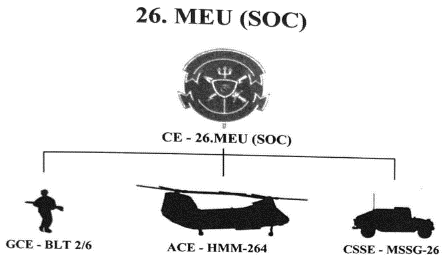 26. MEU (SOC)
CE - 26.MEU (SOC)
GCE - BLT 2/6
ACE - HMM-264
CSSE - MSSG-26